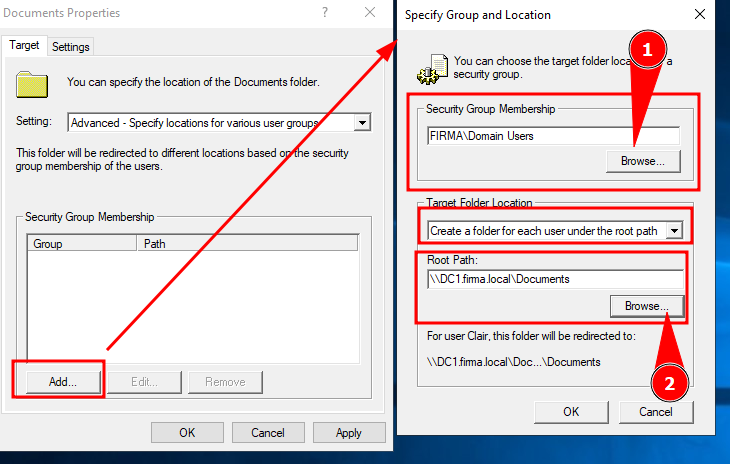 Documents Properties
?
Target
Settings
You can specify the location of the Documents folder.
Setting:
Advanced - Specify locations for various user groups
This folder will be redirected to different locations based on the security
group membership of the users.
Security Group Membership
Group
Path
Add...
Edit...
Remove
OK
Cancel
Apply
Specify Group and Location
You can choose the target folder loca
a
security group.
1
Security Group Membership
FIRMA\Domain Users
Browse...
Target Folder Location
Create a folder for each user under the root path
Root Path:
\\DC1.firma.local\Documents
Browse...
For user Clair, this folder will be redirected to:
\\DC1.firma.local\Doc...\Documents
2
OK
Cancel